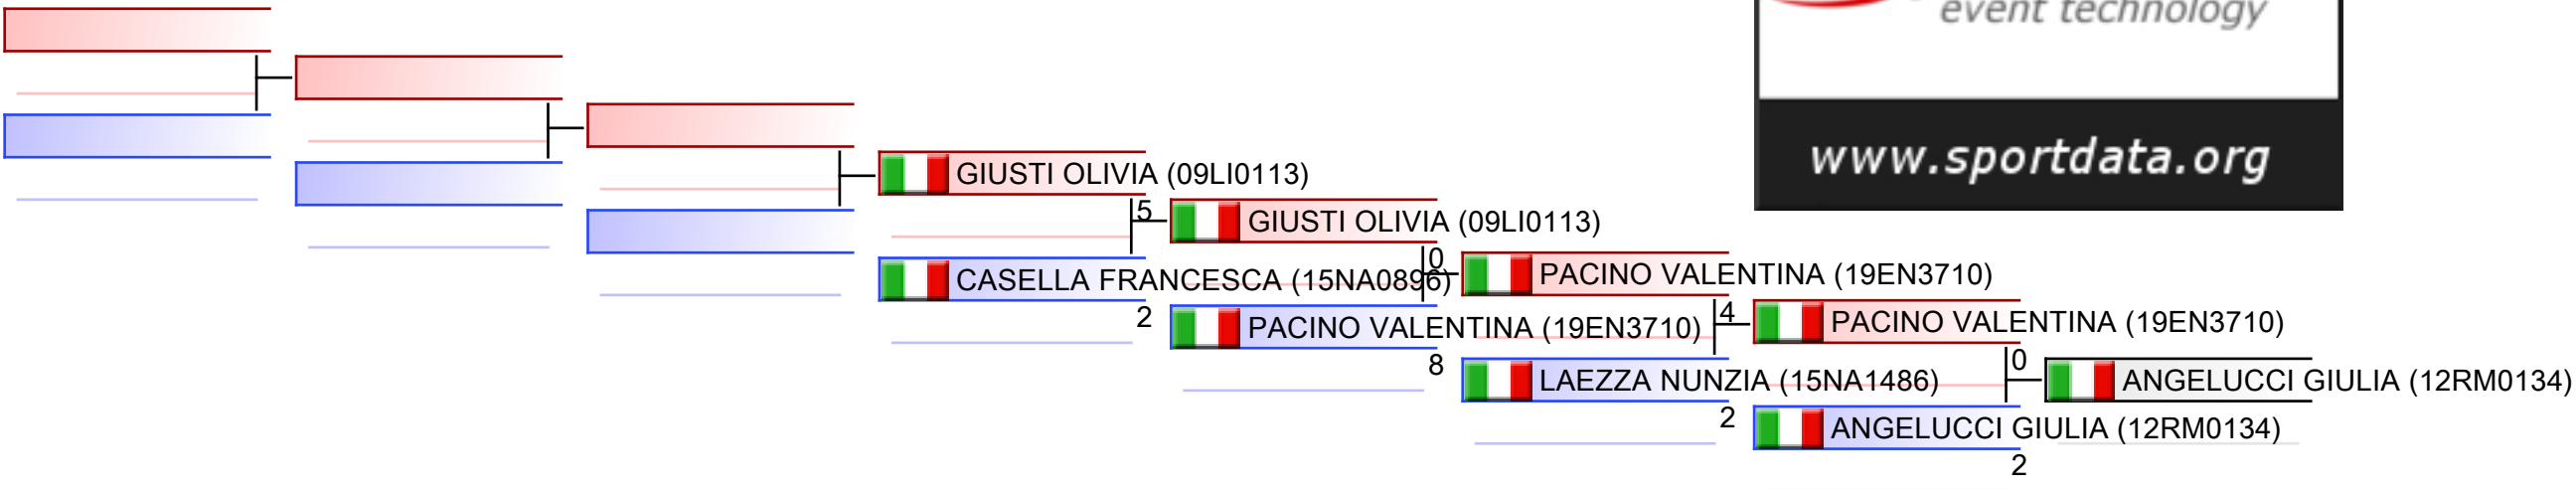 event technology
www.sportdata.org
GIUSTI OLIVIA (09LI0113)
5
GIUSTI OLIVIA (09LI0113)
CASELLA FRANCESCA (15NA0896)
2
0
PACINO VALENTINA (19EN3710)
PACINO VALENTINA (19EN3710)
8
4
PACINO VALENTINA (19EN3710)
LAEZZA NUNZIA (15NA1486)
2
0
ANGELUCCI GIULIA (12RM0134)
ANGELUCCI GIULIA (12RM0134)
2